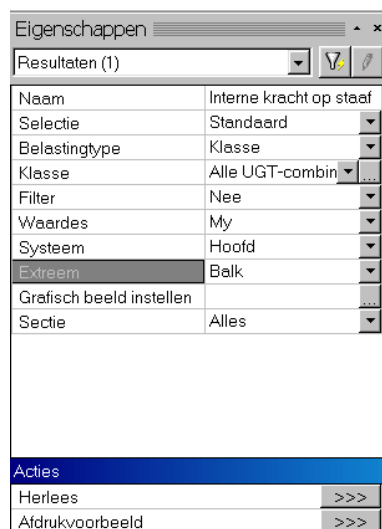 Eigenschappen
Resultaten (1)
Naam Interne kracht op staaf
Selectie Standaard
Belastingtype Klasse
Klasse Alle UGT-combin ...
Filter Nee
Waardes My
Systeem Hoofd
Extreem Balk
Grafisch beeld instellen ...
Sectie Alles
Acties
Herlees >>>
Afdrukvoorbeeld >>>